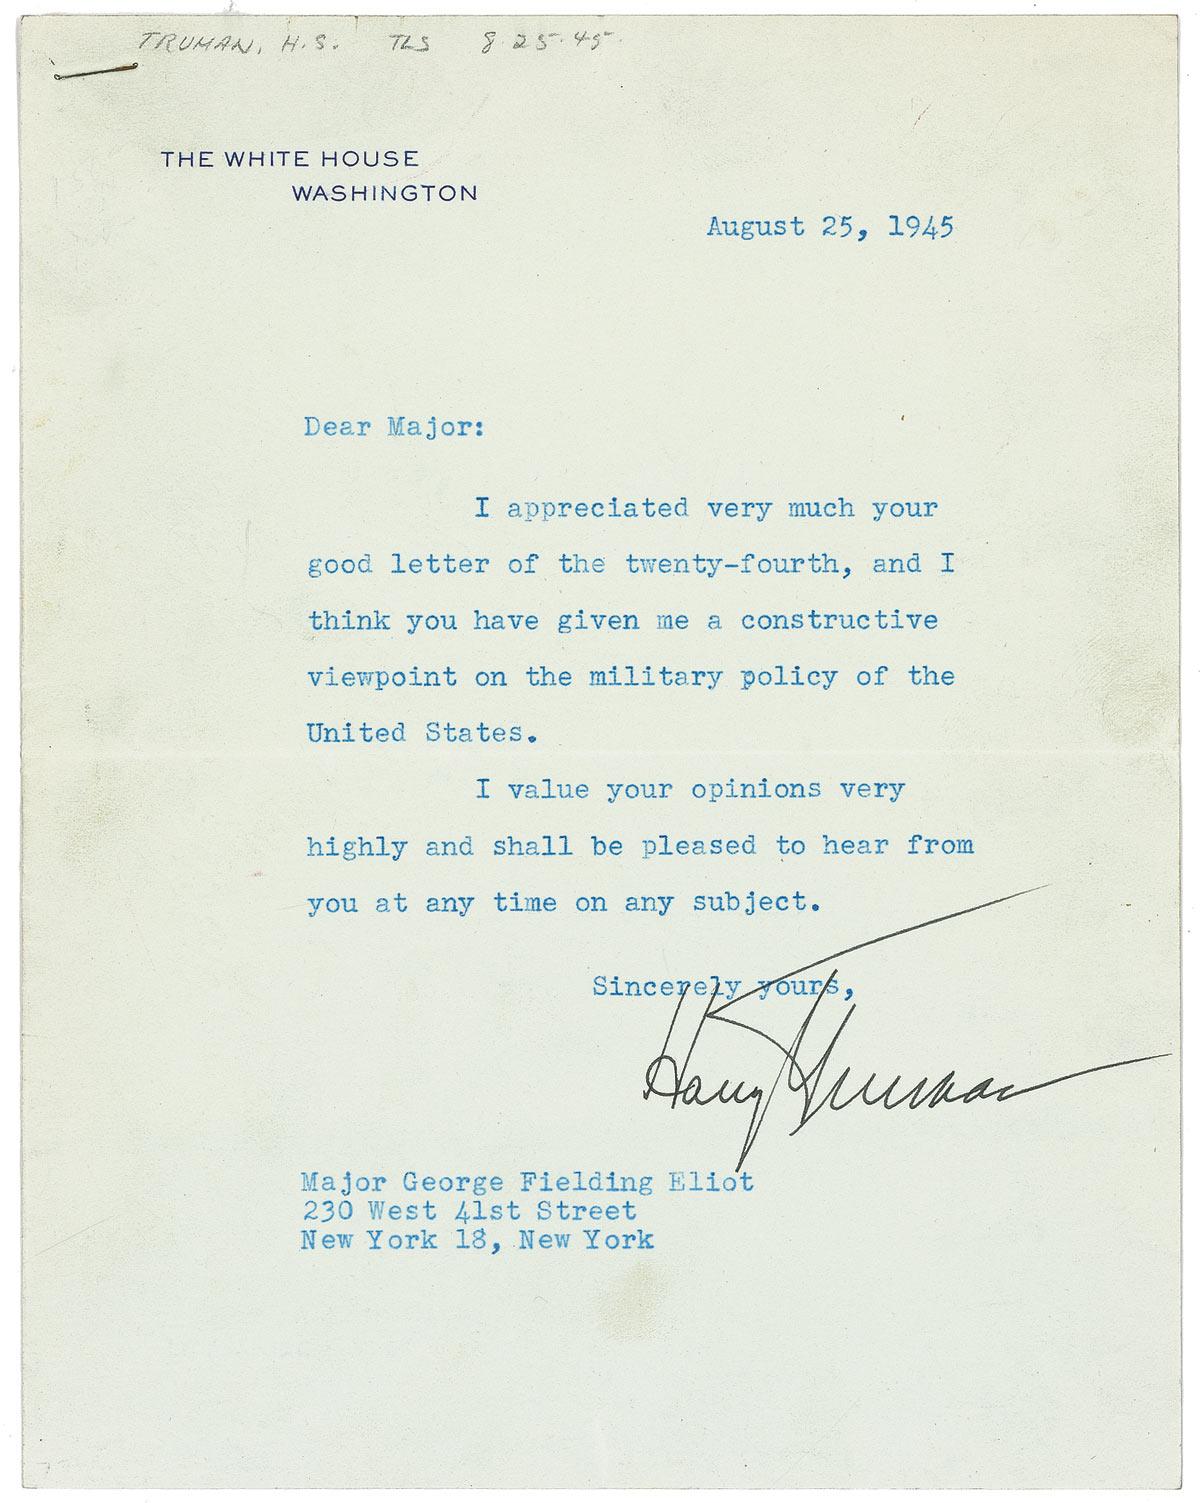 TRUMAN, H.S. TLS 8.25.45.
THE WHITE HOUSE
WASHINGTON
August 25, 1945
Dear Major:
I appreciated very much your
good letter of the twenty-fourth, and I
think you have given me a constructive
viewpoint on the military policy of the
United States.
I value your opinions very
highly and shall be pleased to hear from
you at any time on any subject.
Sincerely yours,
Harry Truman
Major George Fielding Eliot
230 West 41st Street
New York 18, New York